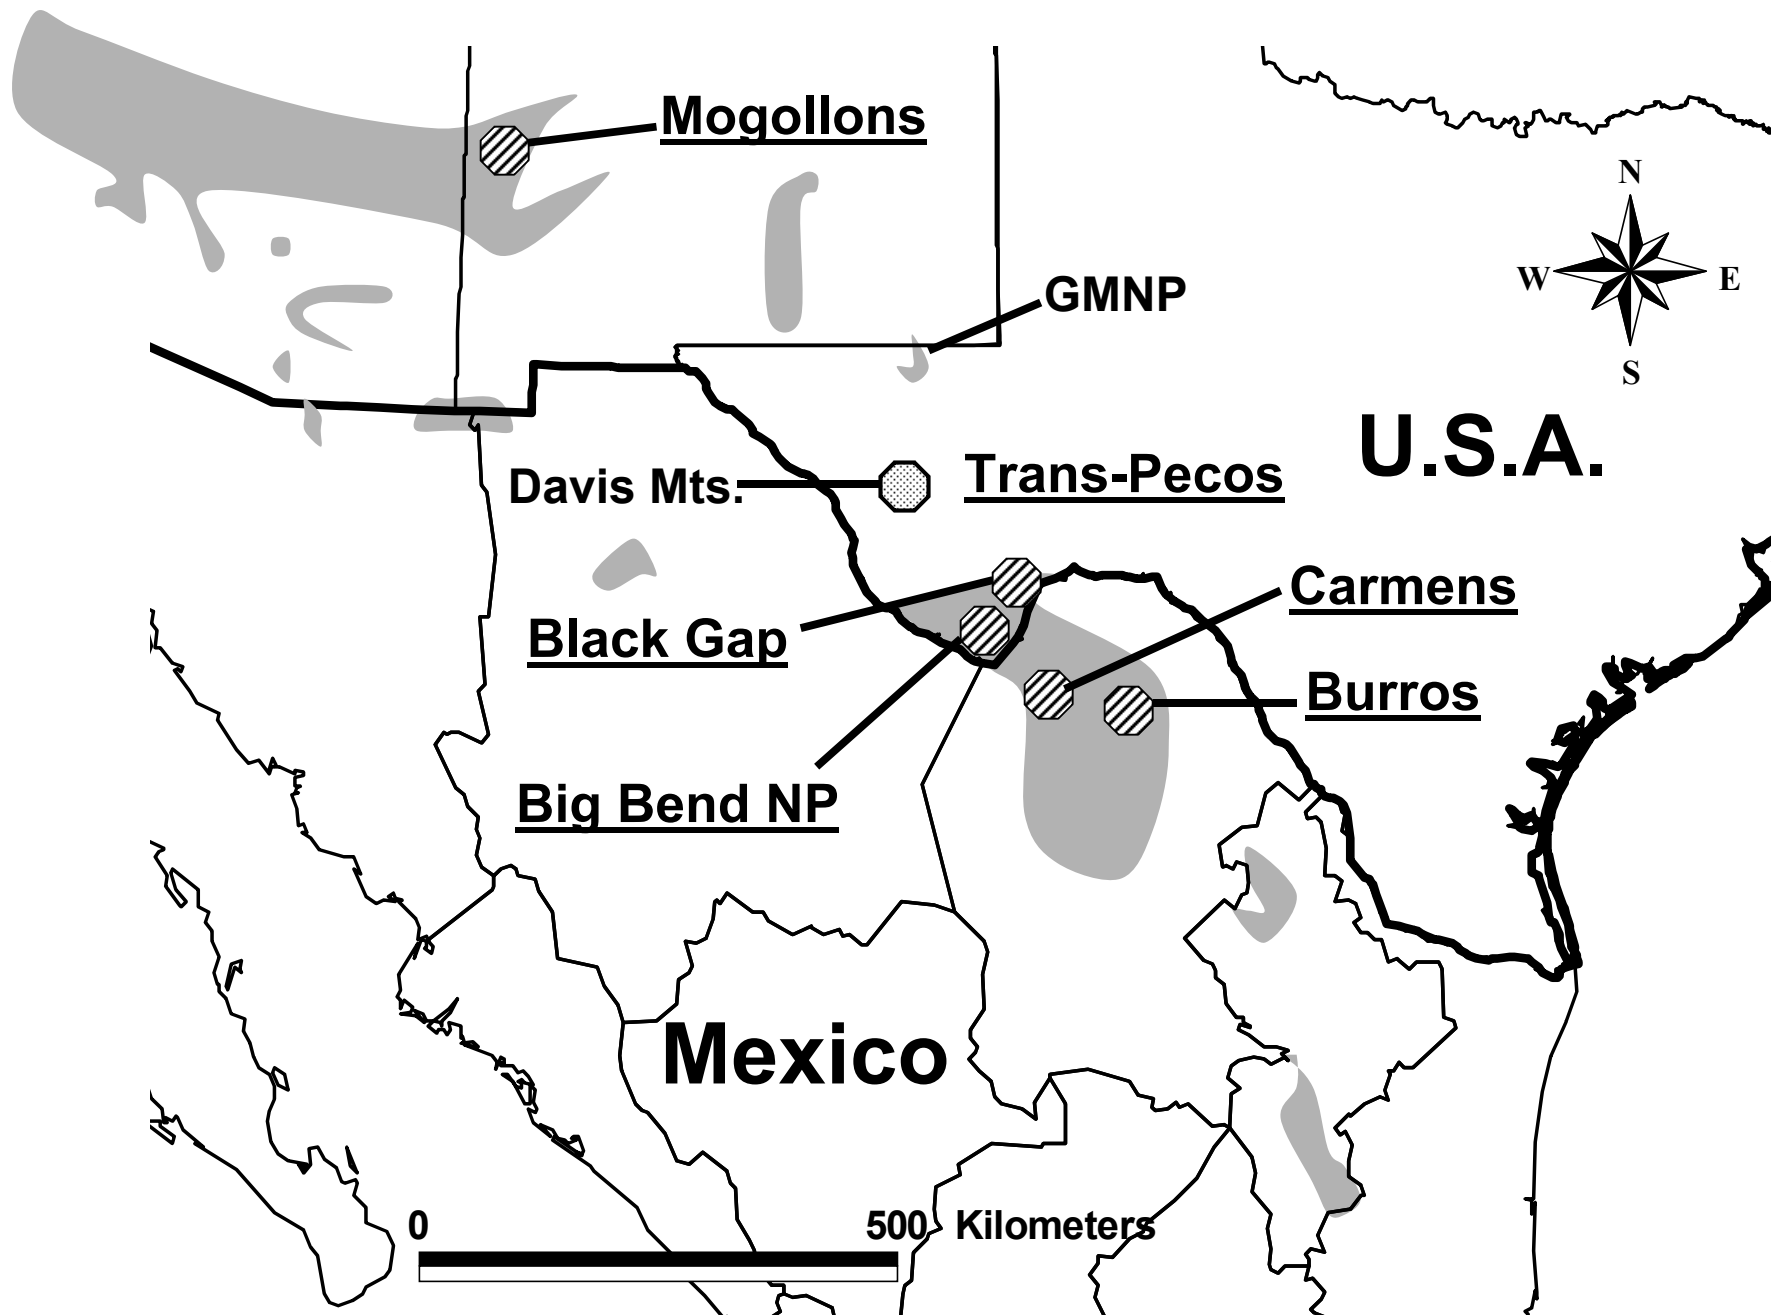 Mogollons
N
W
E
S
GMNP
U.S.A.
Davis Mts.
Trans-Pecos
Carmens
Black Gap
Burros
Big Bend NP
Mexico
0
500 Kilometers